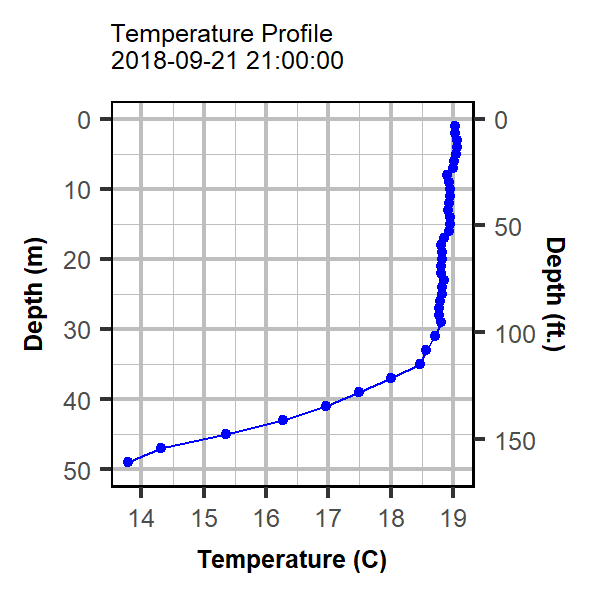 Temperature Profile
2018-09-21 21:00:00
0
10
20
30
40
50
Depth (m)
0
50
100
150
Depth (ft.)
14 15 16 17 18 19
Temperature (C)